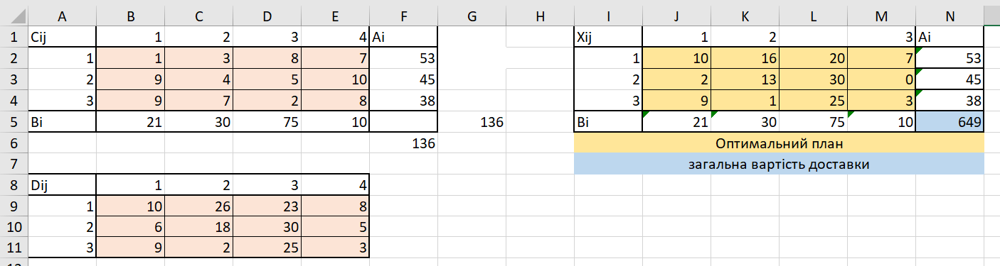 A B C D E F G H I J K L M N
1 Cij 1 2 3 4 Ai Xij 1 2 3 Ai
2 1 1 3 8 7 53 1 10 16 20 7 53
3 2 9 4 5 10 45 2 2 13 30 0 45
4 3 9 7 2 8 38 3 9 1 25 3 38
5 Bi 21 30 75 10 136 Bi 21 30 75 10 649
6 136 Оптимальний план
7 загальна вартість доставки
8 Dij 1 2 3 4
9 1 10 26 23 8
10 2 6 18 30 5
11 3 9 2 25 3